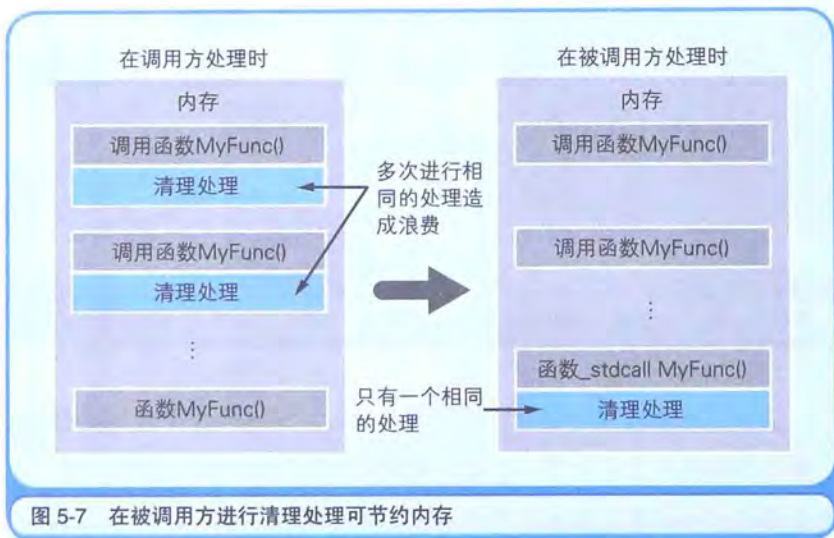 在调用方处理时
内存
调用函数MyFunc()
清理处理
调用函数MyFunc()
清理处理
⋮
函数MyFunc()
多次进行相
同的处理造
成浪费
只有一个相同
的处理
在被调用方处理时
内存
调用函数MyFunc()
调用函数MyFunc()
⋮
函数_stdcall MyFunc()
清理处理
图 5-7 在被调用方进行清理处理可节约内存